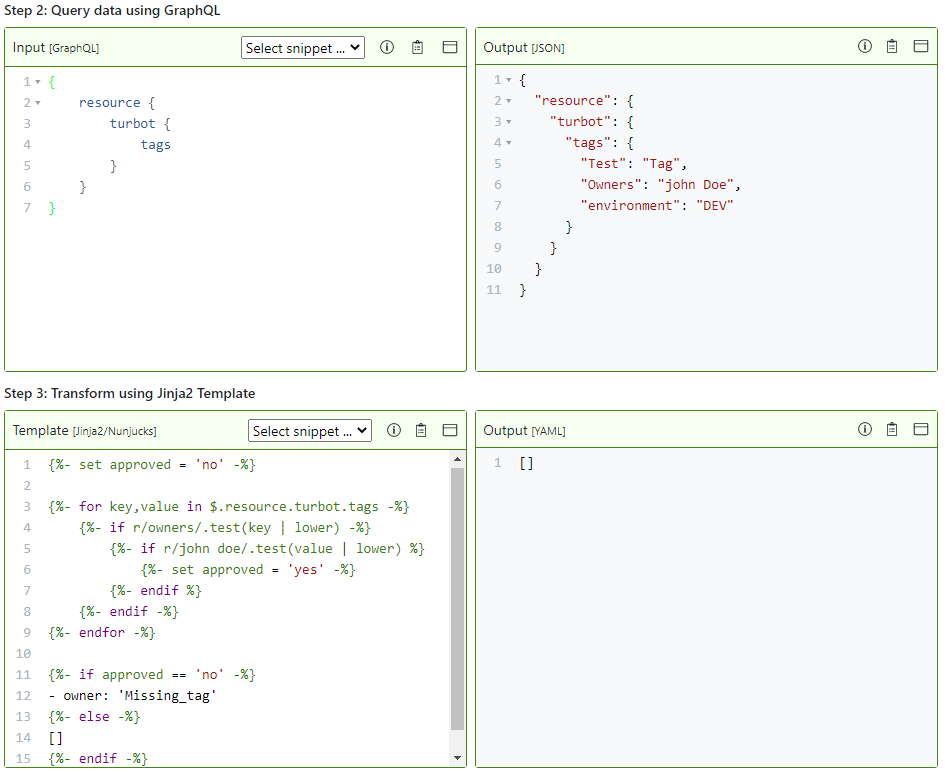 Step 2: Query data using GraphQL
Input [GraphQL]
Select snippet ...
1 {
2     resource {
3         turbot {
4             tags
5         }
6     }
7 }
Output [JSON]
1 {
2   "resource": {
3     "turbot": {
4       "tags": {
5         "Test": "Tag",
6         "Owners": "john Doe",
7         "environment": "DEV"
8       }
9     }
10   }
11 }
Step 3: Transform using Jinja2 Template
Template [Jinja2/Nunjucks]
Select snippet ...
1 {%- set approved = 'no' -%}
2
3 {%- for key,value in $.resource.turbot.tags -%}
4     {%- if r/owners/.test(key | lower) -%}
5         {%- if r/john doe/.test(value | lower) %}
6             {%- set approved = 'yes' -%}
7         {%- endif %}
8     {%- endif -%}
9 {%- endfor -%}
10
11 {%- if approved == 'no' -%}
12 - owner: 'Missing_tag'
13 {%- else -%}
14 []
15 {%- endif -%}
Output [YAML]
1 []